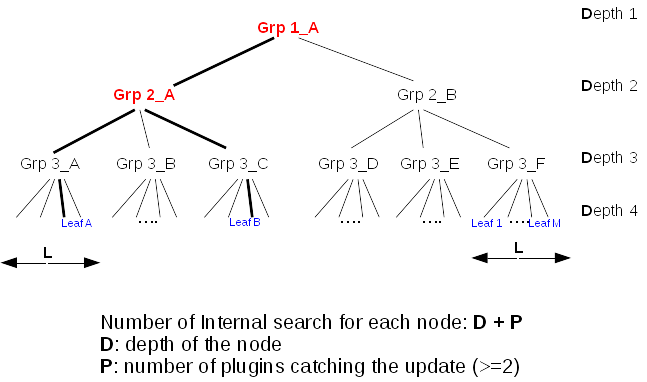 Grp 1_A
Depth 1
Grp 2_A
Grp 2_B
Depth 2
Grp 3_A
Grp 3_B
Grp 3_C
Grp 3_D
Grp 3_E
Grp 3_F
Depth 3
Leaf A
....
Leaf B
....
....
Leaf 1
....
Leaf M
Depth 4
L
L
Number of Internal search for each node: D + P
D: depth of the node
P: number of plugins catching the update (>=2)